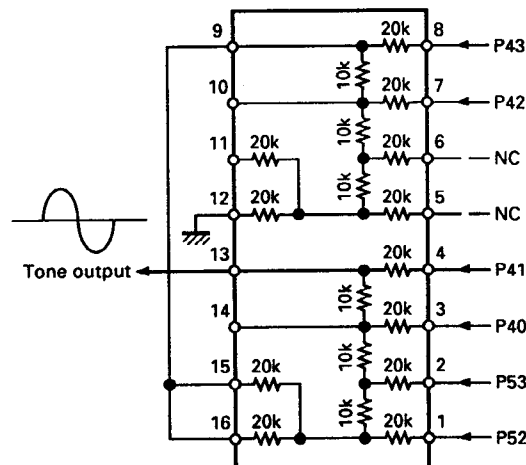 9 20k 8 P43
10k
10 20k 7 P42
10k
11 20k 20k 6 NC
10k
12 20k 20k 5 NC
13 20k 4 P41
Tone output
10k
14 20k 3 P40
10k
15 20k 20k 2 P53
10k
16 20k 20k 1 P52